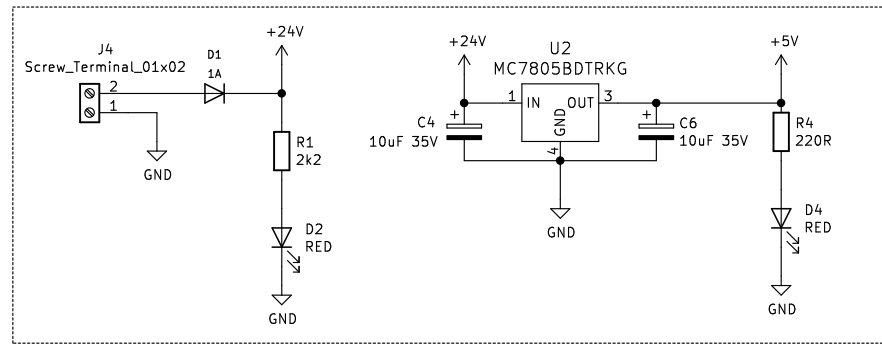 J4
Screw_Terminal_01x02
2
1
GND
D1
1A
+24V
R1
2k2
D2
RED
GND
+24V
C4
10uF 35V
+
U2
MC7805BDTRKG
1
IN
OUT
3
GND
4
GND
+
C6
10uF 35V
+5V
R4
220R
D4
RED
GND